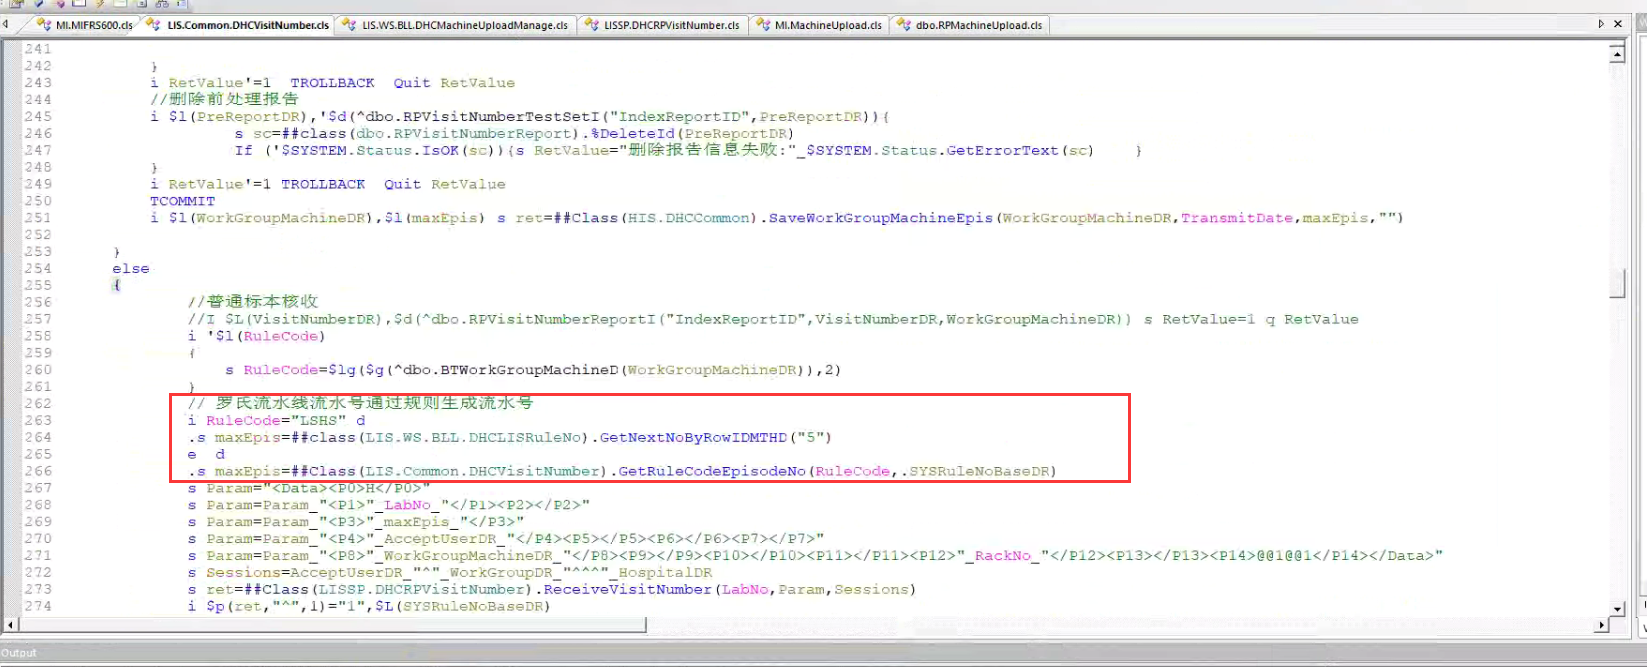 MI.MIFRS600.cls LIS.Common.DHCVisitNumber.cls LIS.WS.BLL.DHCMachineUploadManage.cls LISSP.DHCRPVisitNumber.cls MI.MachineUpload.cls dbo.RPMachineUpload.cls
241
242 }
243 i RetValue'=1 TROLLBACK Quit RetValue
244 //删除前处理报告
245 i $l(PreReportDR),'$d(^dbo.RPVisitNumberTestSetI("IndexReportID",PreReportDR)){
246 s sc=##class(dbo.RPVisitNumberReport).%DeleteId(PreReportDR)
247 If ('$SYSTEM.Status.IsOK(sc)){s RetValue="删除报告信息失败:"_$SYSTEM.Status.GetErrorText(sc) }
248 }
249 i RetValue'=1 TROLLBACK Quit RetValue
250 TCOMMIT
251 i $l(WorkGroupMachineDR),$l(maxEpis) s ret=##Class(HIS.DHCCommon).SaveWorkGroupMachineEpis(WorkGroupMachineDR,TransmitDate,maxEpis,"")
252
253 }
254 else
255 {
256 //普通标本核收
257 //I $L(VisitNumberDR),$d(^dbo.RPVisitNumberReportI("IndexReportID",VisitNumberDR,WorkGroupMachineDR)) s RetValue=1 q RetValue
258 i '$l(RuleCode)
259 {
260 s RuleCode=$lg($g(^dbo.BTWorkGroupMachineD(WorkGroupMachineDR)),2)
261 }
262 // 罗氏流水线流水号通过规则生成流水号
263 i RuleCode="LSHS" d
264 .s maxEpis=##class(LIS.WS.BLL.DHCLISRuleNo).GetNextNoByRowIDMTHD("5")
265 e d
266 .s maxEpis=##Class(LIS.Common.DHCVisitNumber).GetRuleCodeEpisodeNo(RuleCode,.SYSRuleNoBaseDR)
267 s Param="<Data><P0>H</P0>"
268 s Param=Param_"<P1>"_LabNo_"</P1><P2></P2>"
269 s Param=Param_"<P3>"_maxEpis_"</P3>"
270 s Param=Param_"<P4>"_AcceptUserDR_"</P4><P5></P5><P6></P6><P7></P7>"
271 s Param=Param_"<P8>"_WorkGroupMachineDR_"</P8><P9></P9><P10></P10><P11></P11><P12>"_RackNo_"</P12><P13></P13><P14>@@1@@1</P14></Data>"
272 s Sessions=AcceptUserDR_"^"_WorkGroupDR_"^^^"_HospitalDR
273 s ret=##Class(LISSP.DHCRPVisitNumber).ReceiveVisitNumber(LabNo,Param,Sessions)
274 i $p(ret,"^",1)="1",$L(SYSRuleNoBaseDR)
Output